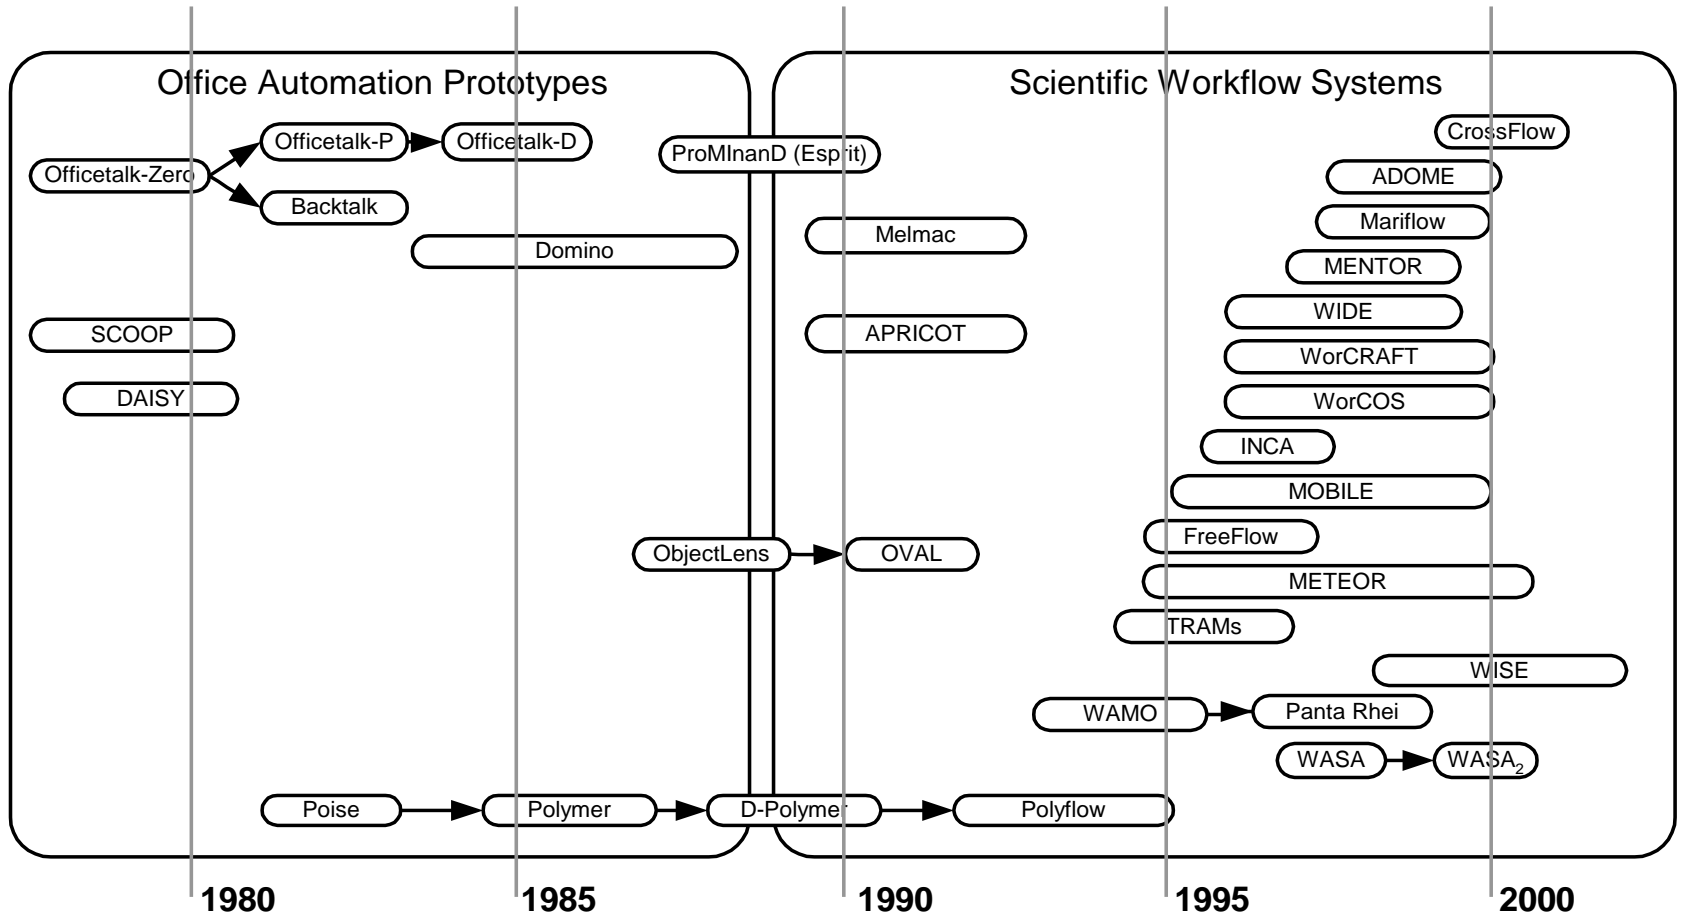 Office Automation Prototypes
Scientific Workflow Systems
CrossFlow
Officetalk-P
Officetalk-D
ProMInanD (Esprit)
Officetalk-Zero
ADOME
Backtalk
Mariflow
Melmac
Domino
MENTOR
WIDE
SCOOP
APRICOT
WorCRAFT
DAISY
WorCOS
INCA
MOBILE
FreeFlow
ObjectLens
OVAL
METEOR
TRAMs
WISE
WAMO
Panta Rhei
WASA
WASA2
Poise
Polymer
D-Polymer
Polyflow
1980
1985
1990
1995
2000